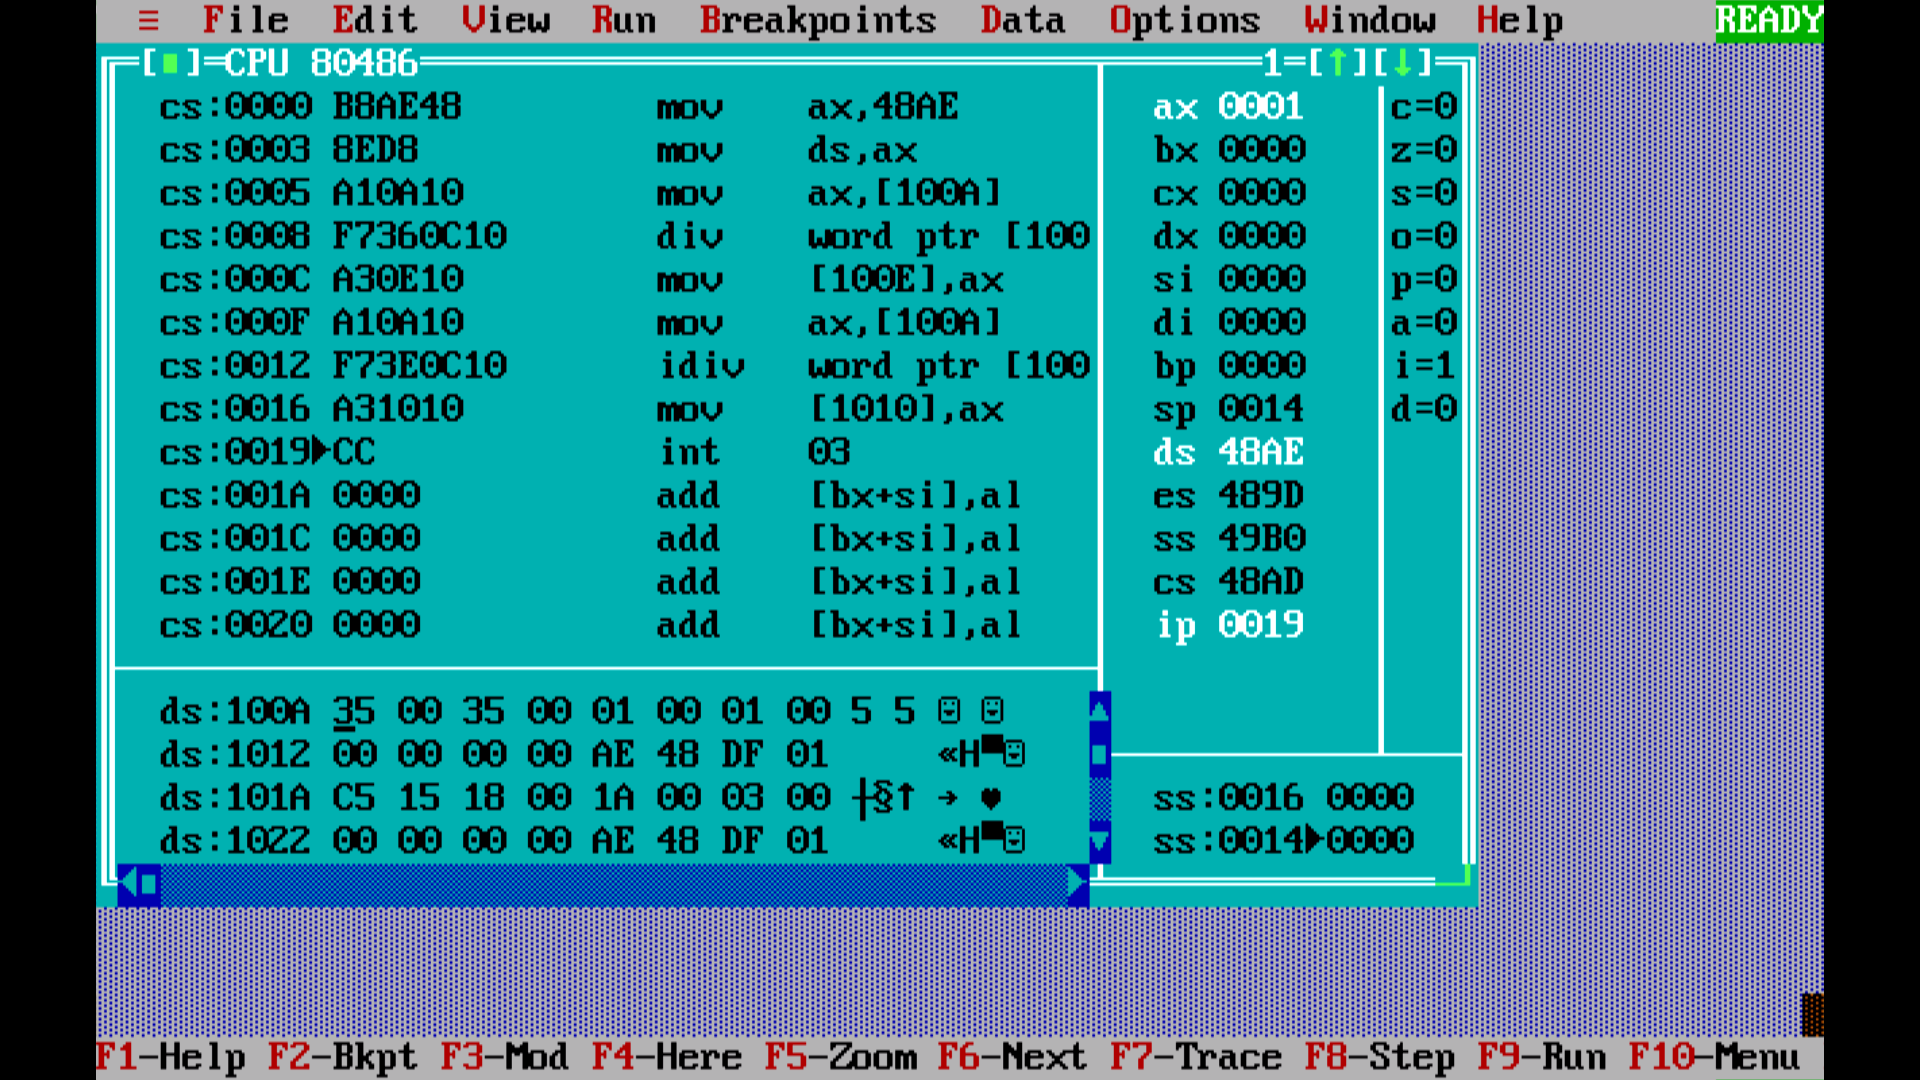 ≡ File Edit View Run Breakpoints Data Options Window Help READY
[■]=CPU 80486 1=[↑][↓]
cs:0000 B8AE48 mov ax,48AE ax 0001 c=0
cs:0003 8ED8 mov ds,ax bx 0000 z=0
cs:0005 A10A10 mov ax,[100A] cx 0000 s=0
cs:0008 F7360C10 div word ptr [100 dx 0000 o=0
cs:000C A30E10 mov [100E],ax si 0000 p=0
cs:000F A10A10 mov ax,[100A] di 0000 a=0
cs:0012 F73E0C10 idiv word ptr [100 bp 0000 i=1
cs:0016 A31010 mov [1010],ax sp 0014 d=0
cs:0019►CC int 03 ds 48AE
cs:001A 0000 add [bx+si],al es 489D
cs:001C 0000 add [bx+si],al ss 49B0
cs:001E 0000 add [bx+si],al cs 48AD
cs:0020 0000 add [bx+si],al ip 0019
ds:100A 35 00 35 00 01 00 01 00 5 5 ☺ ☺
ds:1012 00 00 00 00 AE 48 DF 01 «H▀☺
ds:101A C5 15 18 00 1A 00 03 00 ┼§↑ → ♥ ss:0016 0000
ds:1022 00 00 00 00 AE 48 DF 01 «H▀☺ ss:0014►0000
F1-Help F2-Bkpt F3-Mod F4-Here F5-Zoom F6-Next F7-Trace F8-Step F9-Run F10-Menu